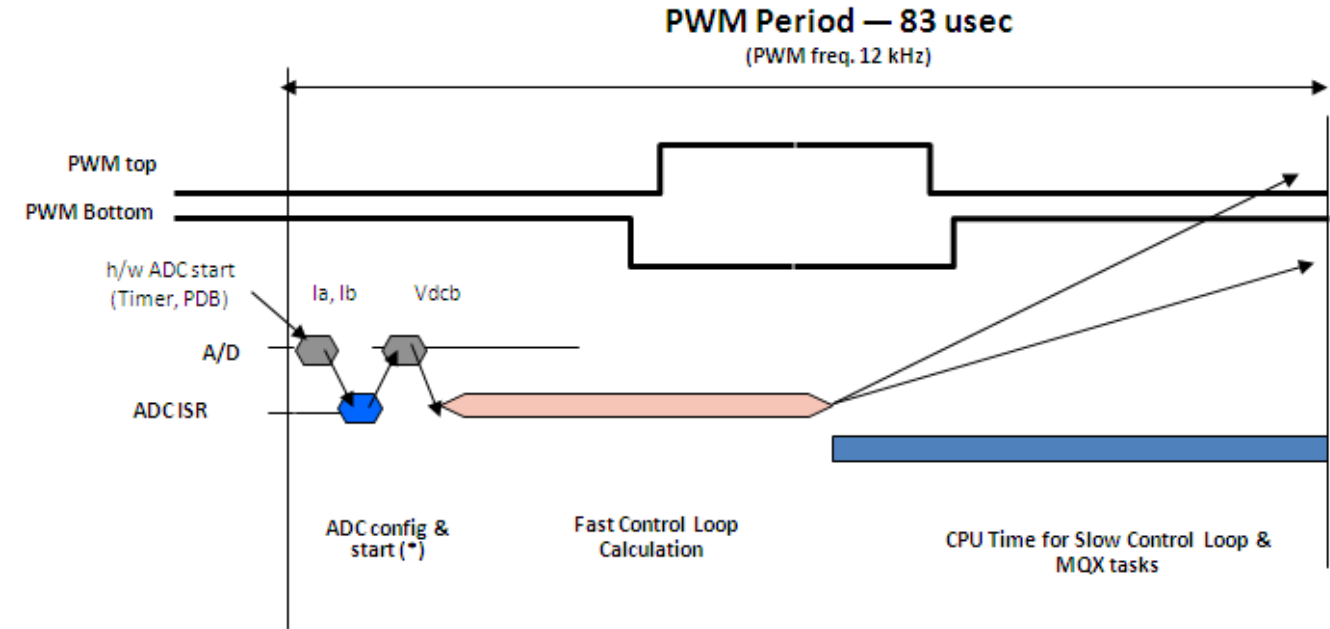 PWM Period — 83 usec
(PWM freq. 12 kHz)
PWM top
PWM Bottom
h/w ADC start
(Timer, PDB)
Ia, Ib
Vdcb
A/D
ADC ISR
ADC config &
start (*)
Fast Control Loop
Calculation
CPU Time for Slow Control Loop &
MQX tasks